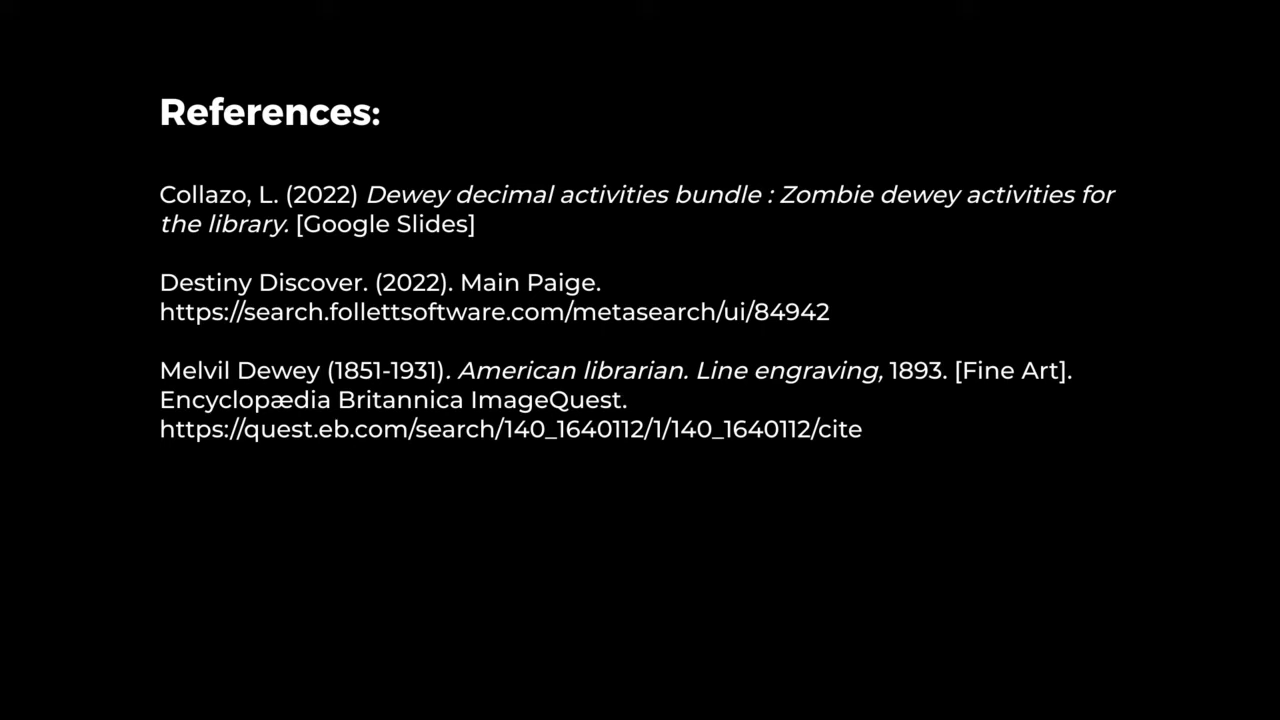 References:
Collazo, L. (2022) Dewey decimal activities bundle : Zombie dewey activities for
the library. [Google Slides]
Destiny Discover. (2022). Main Paige.
https://search.follettsoftware.com/metasearch/ui/84942
Melvil Dewey (1851-1931). American librarian. Line engraving, 1893. [Fine Art].
Encyclopædia Britannica ImageQuest.
https://quest.eb.com/search/140_1640112/1/140_1640112/cite